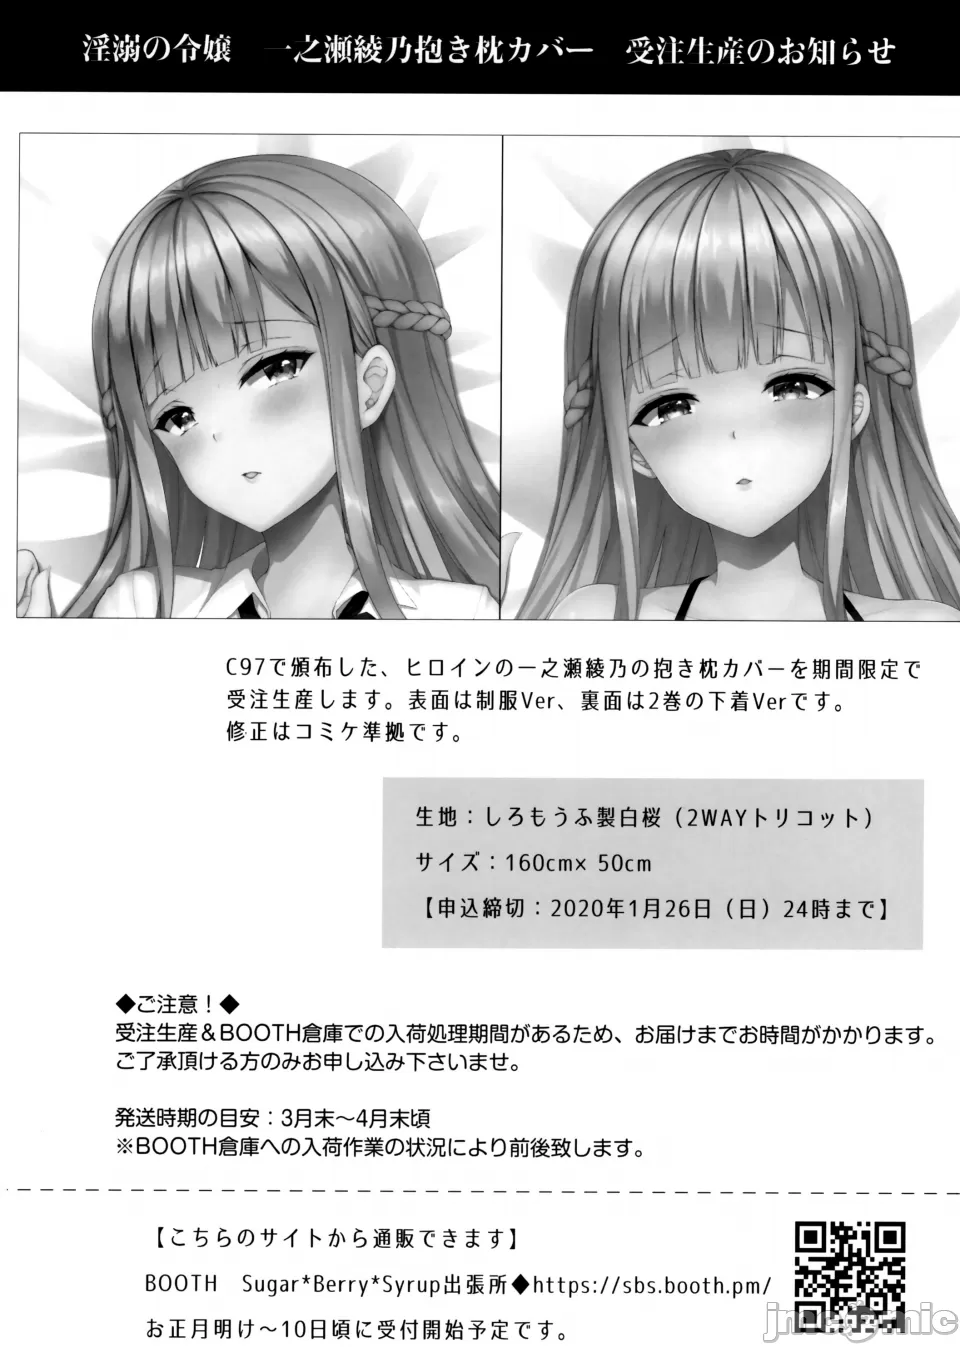 淫溺の令嬢　一之瀬綾乃抱き枕カバー　受注生産のお知らせ
C97で頒布した、ヒロインの一之瀬綾乃の抱き枕カバーを期間限定で
受注生産します。表面は制服Ver、裏面は2巻の下着Verです。
修正はコミケ準拠です。
生地：しろもうふ製白桜（2WAYトリコット）
サイズ：160cm× 50cm
【申込締切：2020年1月26日（日）24時まで】
◆ご注意！◆
受注生産＆BOOTH倉庫での入荷処理期間があるため、お届けまでお時間がかかります。
ご了承頂ける方のみお申し込み下さいませ。
発送時期の目安：3月末～4月末頃
※BOOTH倉庫への入荷作業の状況により前後致します。
【こちらのサイトから通販できます】
BOOTH　Sugar*Berry*Syrup出張所◆https://sbs.booth.pm/
お正月明け～10日頃に受付開始予定です。